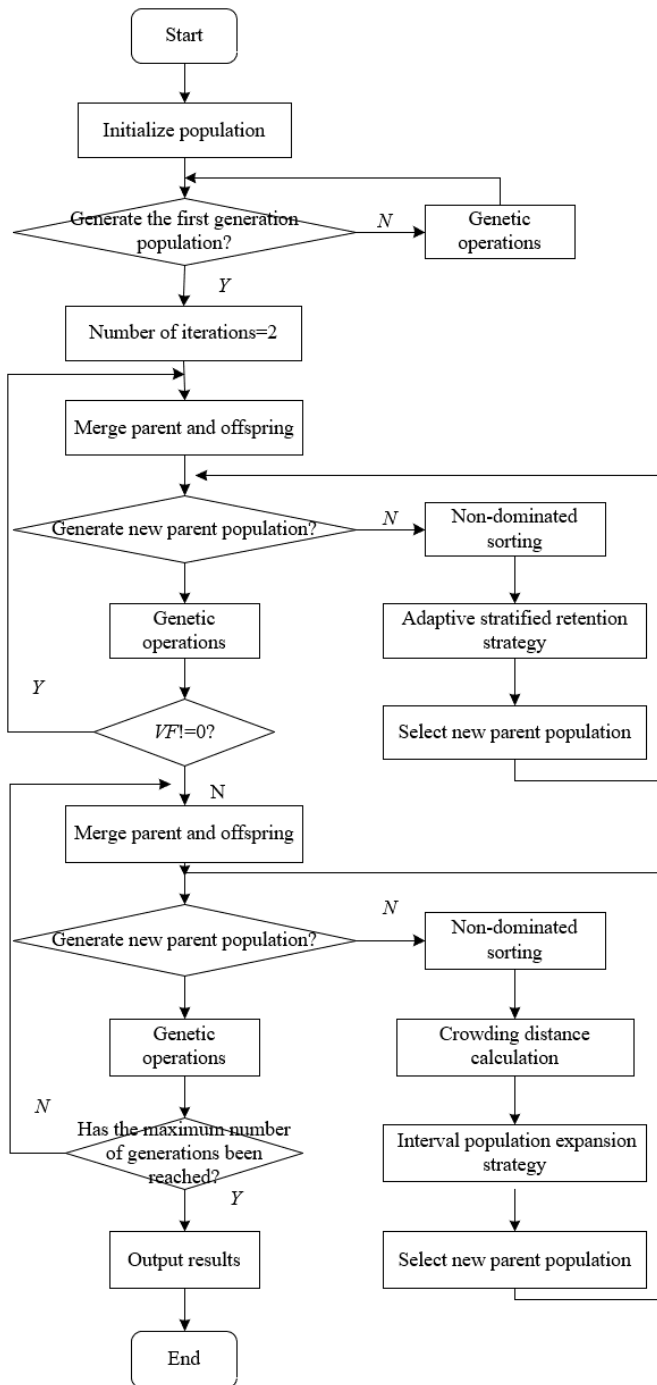 Start
Initialize population
Generate the first generation
population?
N
Genetic
operations
Y
Number of iterations=2
Merge parent and offspring
Generate new parent population?
N
Non-dominated
sorting
Genetic
operations
Adaptive stratified retention
strategy
Y
VF!=0?
Select new parent population
N
Merge parent and offspring
Generate new parent population?
N
Non-dominated
sorting
Genetic
operations
Crowding distance
calculation
N
Has the maximum number
of generations been
reached?
Interval population expansion
strategy
Y
Output results
Select new parent population
End